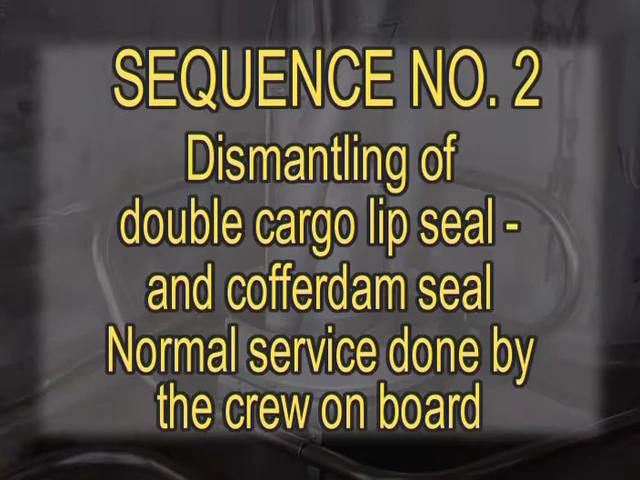 SEQUENCE NO. 2
Dismantling of
double cargo lip seal -
and cofferdam seal
Normal service done by
the crew on board